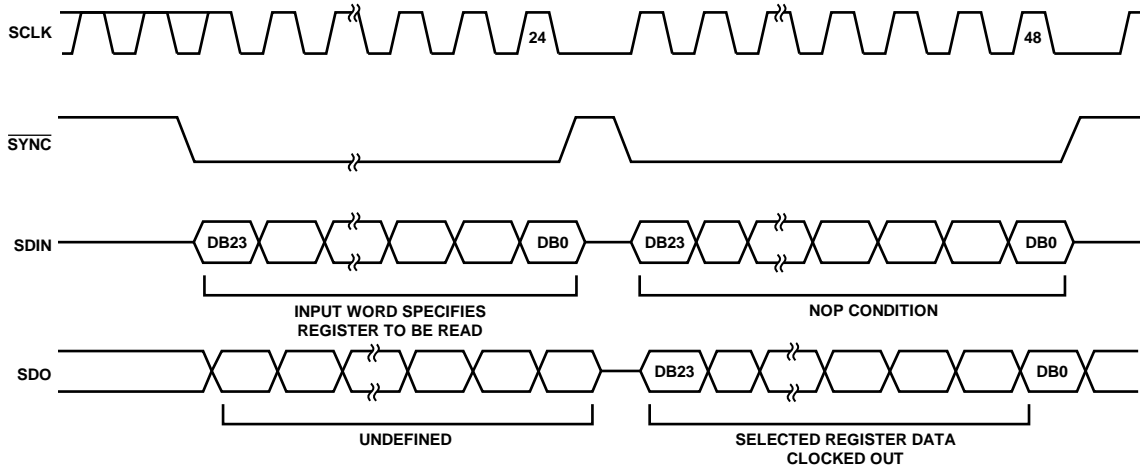 SCLK
24
48
SYNC
SDIN
DB23
DB0
DB23
DB0
INPUT WORD SPECIFIES
REGISTER TO BE READ
NOP CONDITION
SDO
DB23
DB0
UNDEFINED
SELECTED REGISTER DATA
CLOCKED OUT